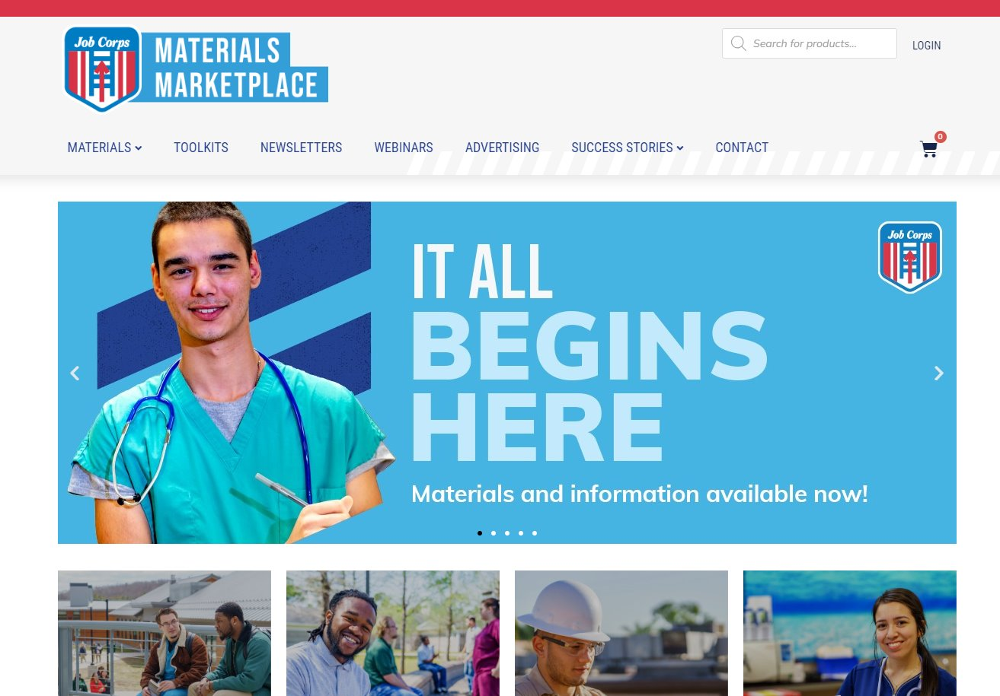 Job Corps
MATERIALS
MARKETPLACE
Search for products...
LOGIN
MATERIALS
TOOLKITS
NEWSLETTERS
WEBINARS
ADVERTISING
SUCCESS STORIES
CONTACT
0
Job Corps
IT ALL
BEGINS
HERE
Materials and information available now!